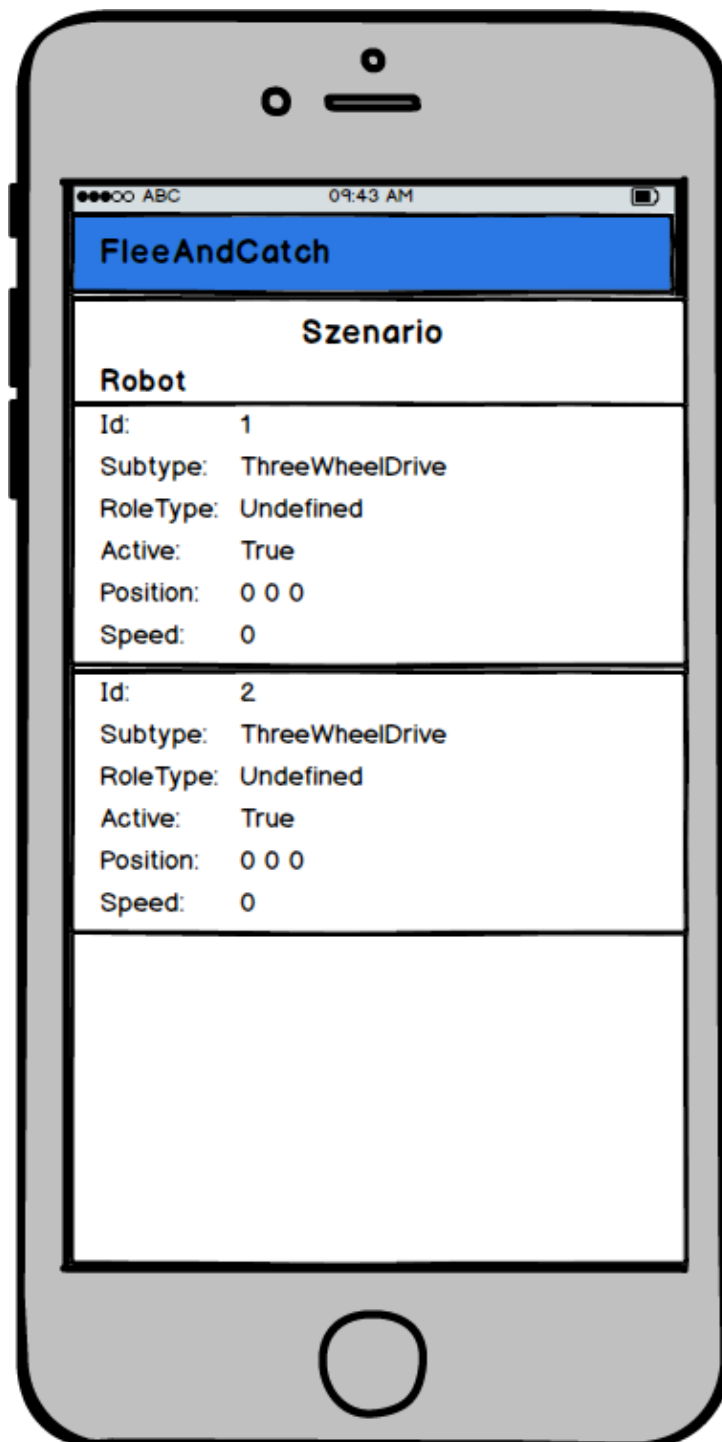 ABC 09:43 AM
FleeAndCatch
Szenario
Robot
Id: 1
Subtype: ThreeWheelDrive
RoleType: Undefined
Active: True
Position: 0 0 0
Speed: 0
Id: 2
Subtype: ThreeWheelDrive
RoleType: Undefined
Active: True
Position: 0 0 0
Speed: 0